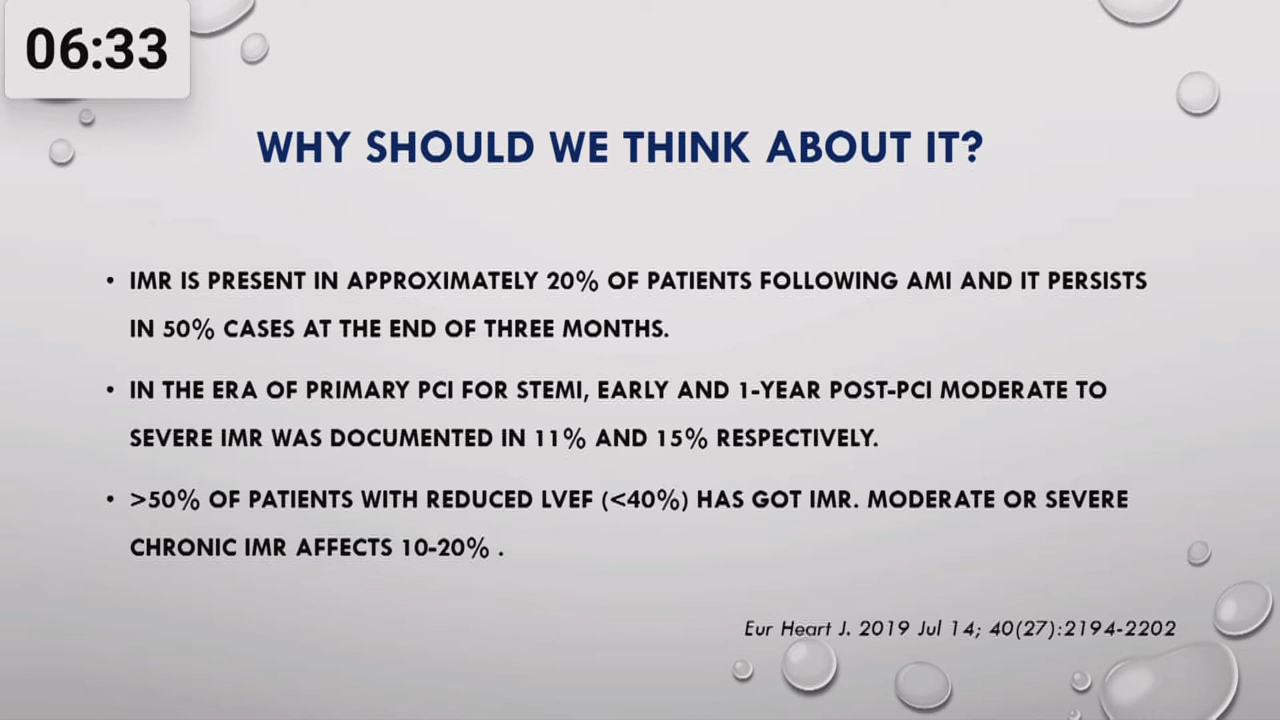 06:33
WHY SHOULD WE THINK ABOUT IT?
• IMR IS PRESENT IN APPROXIMATELY 20% OF PATIENTS FOLLOWING AMI AND IT PERSISTS
IN 50% CASES AT THE END OF THREE MONTHS.
• IN THE ERA OF PRIMARY PCI FOR STEMI, EARLY AND 1-YEAR POST-PCI MODERATE TO
SEVERE IMR WAS DOCUMENTED IN 11% AND 15% RESPECTIVELY.
• >50% OF PATIENTS WITH REDUCED LVEF (<40%) HAS GOT IMR. MODERATE OR SEVERE
CHRONIC IMR AFFECTS 10-20% .
Eur Heart J. 2019 Jul 14; 40(27):2194-2202